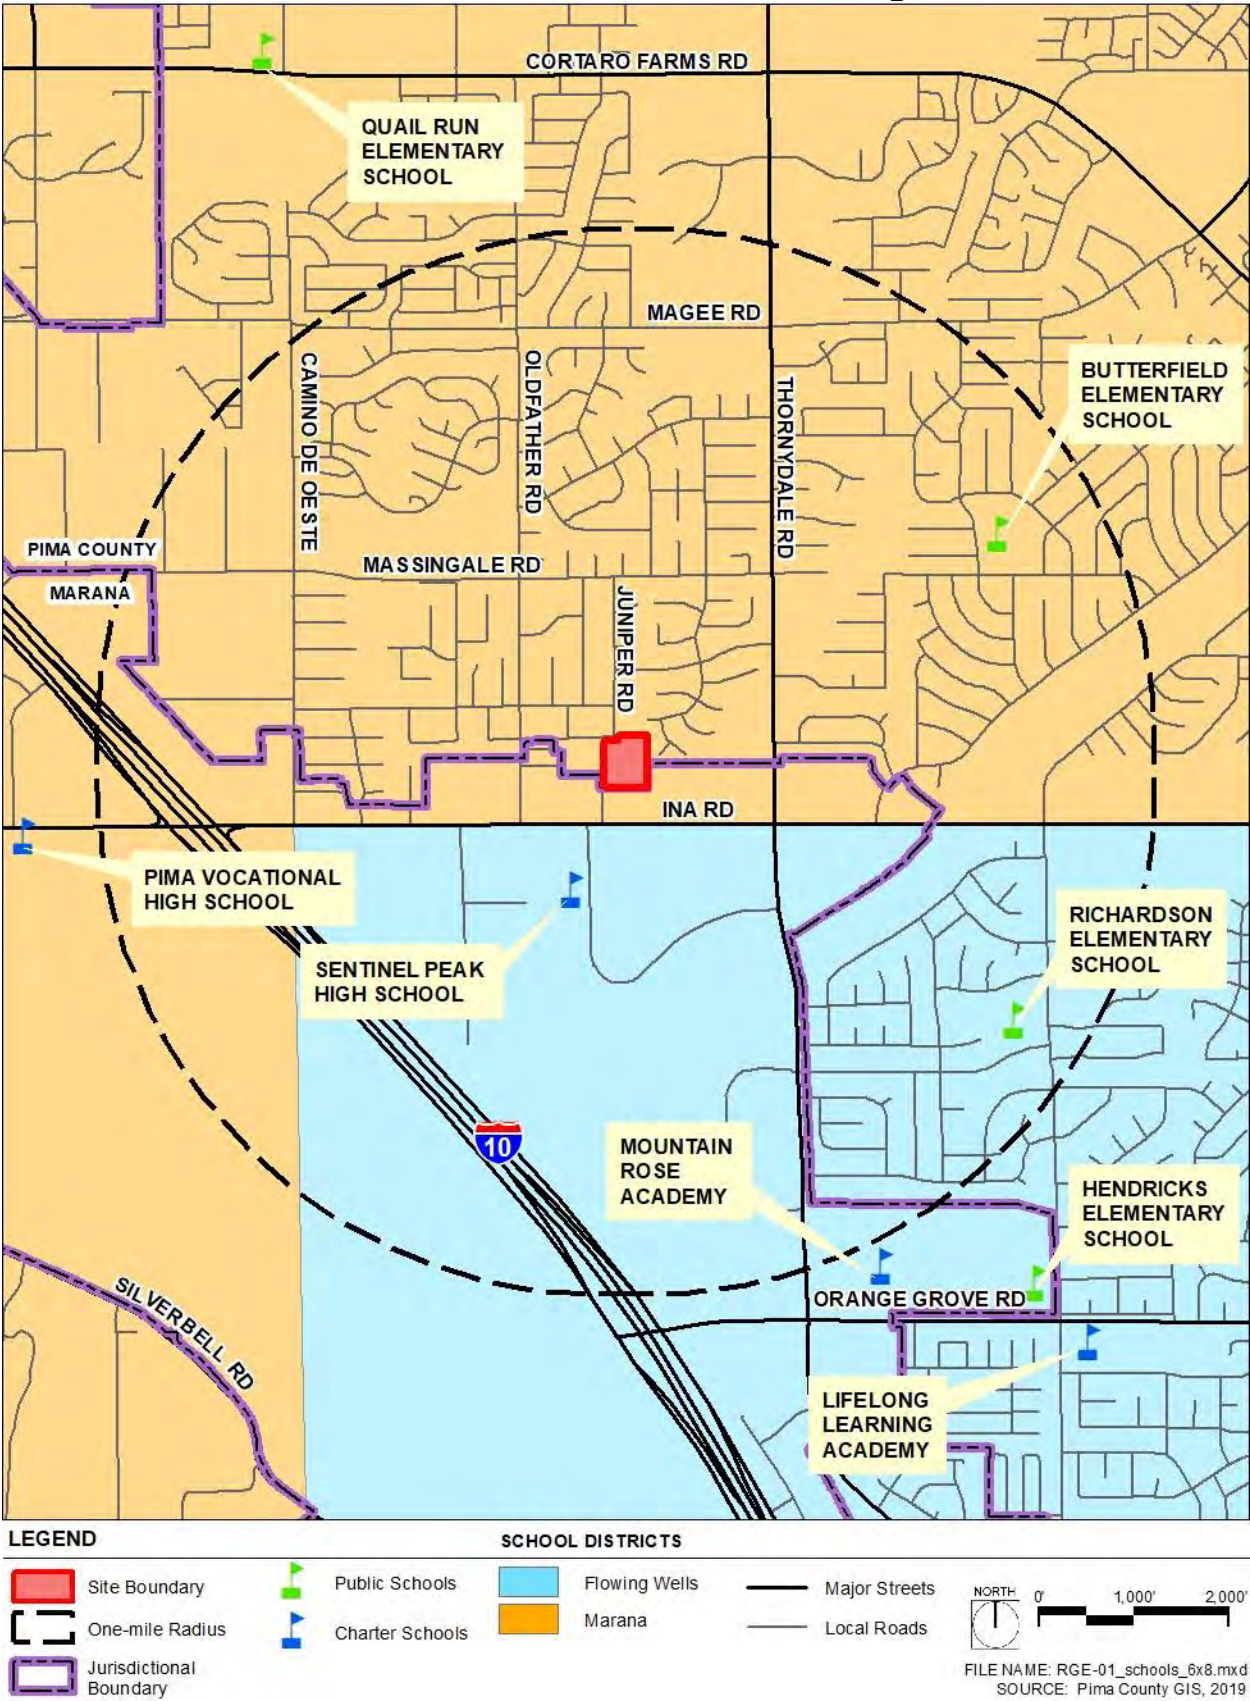 CORTARO FARMS RD
QUAIL RUN
ELEMENTARY
SCHOOL
MAGEE RD
CAMINO DE OESTE
OLDFATHER RD
THORNYDALE RD
BUTTERFIELD
ELEMENTARY
SCHOOL
PIMA COUNTY
MARANA
MASSINGALE RD
JUNIPER RD
INA RD
PIMA VOCATIONAL
HIGH SCHOOL
SENTINEL PEAK
HIGH SCHOOL
RICHARDSON
ELEMENTARY
SCHOOL
10
MOUNTAIN
ROSE
ACADEMY
HENDRICKS
ELEMENTARY
SCHOOL
SILVERBELL RD
ORANGE GROVE RD
LIFELONG
LEARNING
ACADEMY
LEGEND
SCHOOL DISTRICTS
Site Boundary
One-mile Radius
Jurisdictional
Boundary
Public Schools
Charter Schools
Flowing Wells
Marana
Major Streets
Local Roads
NORTH
0' 1,000' 2,000'
FILE NAME: RGE-01_schools_6x8.mxd
SOURCE: Pima County GIS, 2019